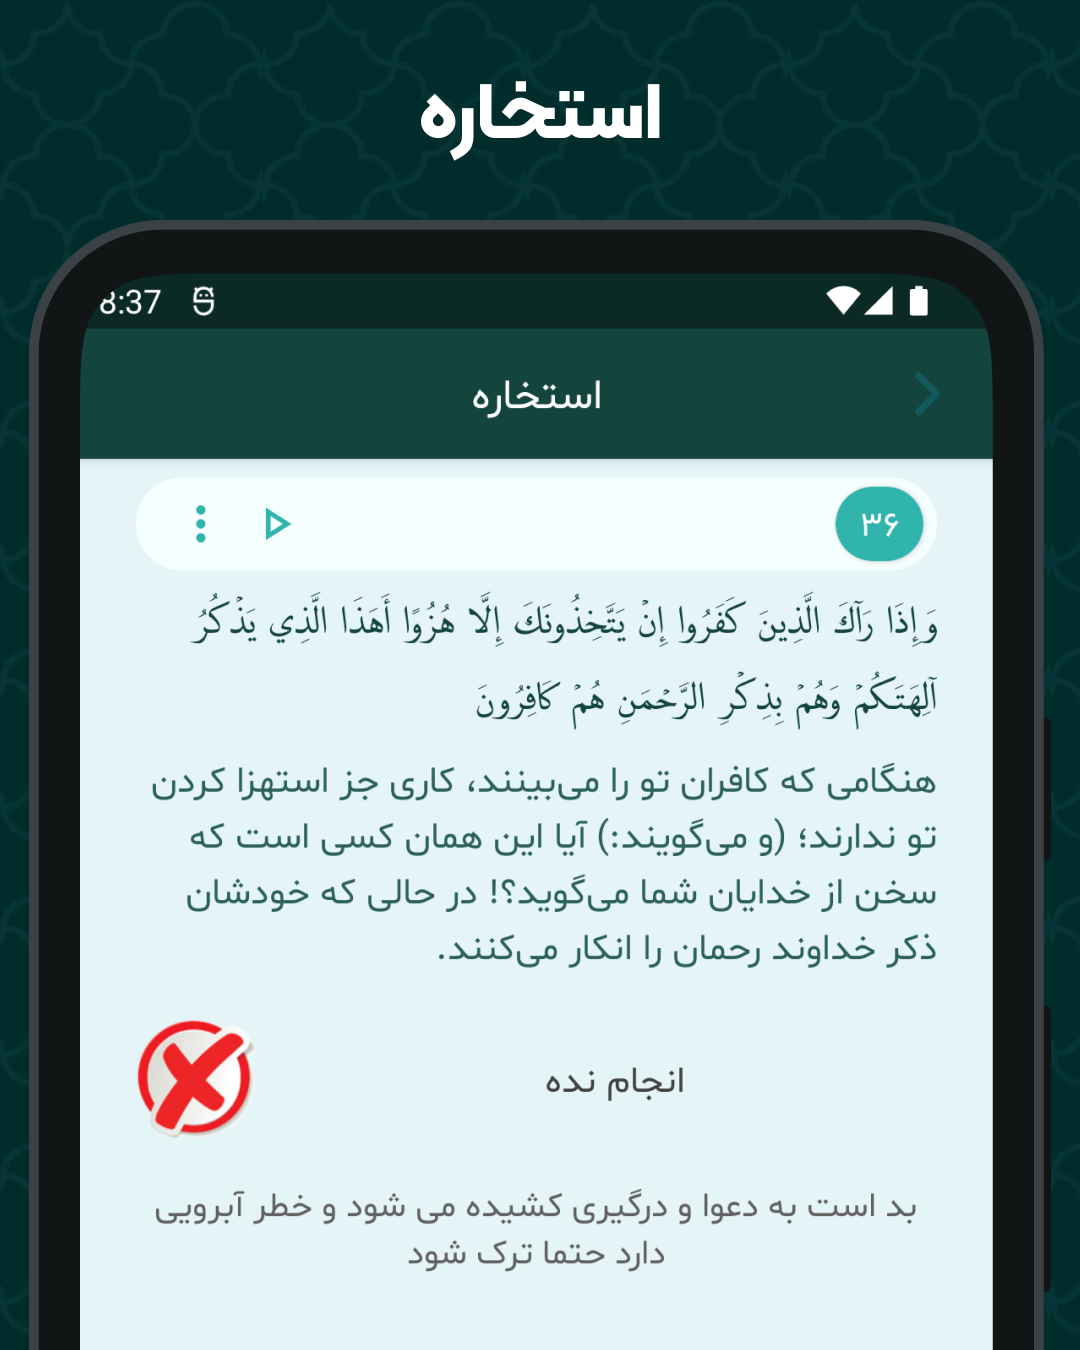 استخاره
8:37
استخاره
۳۶
وَإِذَا رَآكَ الَّذِينَ كَفَرُوا إِنْ يَتَّخِذُونَكَ إِلَّا هُزُوًا أَهَذَا الَّذِي يَذْكُرُ
آلِهَتَكُمْ وَهُمْ بِذِكْرِ الرَّحْمَنِ هُمْ كَافِرُونَ
هنگامی که کافران تو را می‌بینند، کاری جز استهزا کردن
تو ندارند؛ (و می‌گویند:) آیا این همان کسی است که
سخن از خدایان شما می‌گوید؟! در حالی که خودشان
ذکر خداوند رحمان را انکار می‌کنند.
انجام نده
بد است به دعوا و درگیری کشیده می شود و خطر آبرویی
دارد حتما ترک شود